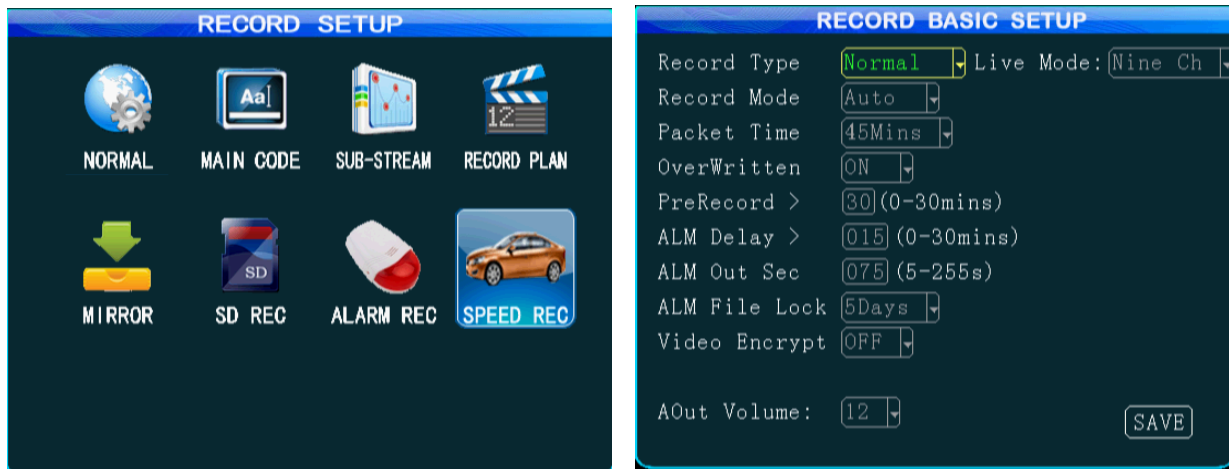 RECORD SETUP
Aa
12
NORMAL MAIN CODE SUB-STREAM RECORD PLAN
SD
MIRROR SD REC ALARM REC SPEED REC
RECORD BASIC SETUP
Record Type Normal Live Mode: Nine Ch
Record Mode Auto
Packet Time 45Mins
OverWritten ON
PreRecord > 30 (0-30mins)
ALM Delay > 015 (0-30mins)
ALM Out Sec 075 (5-255s)
ALM File Lock 5Days
Video Encrypt OFF
AOut Volume: 12
SAVE